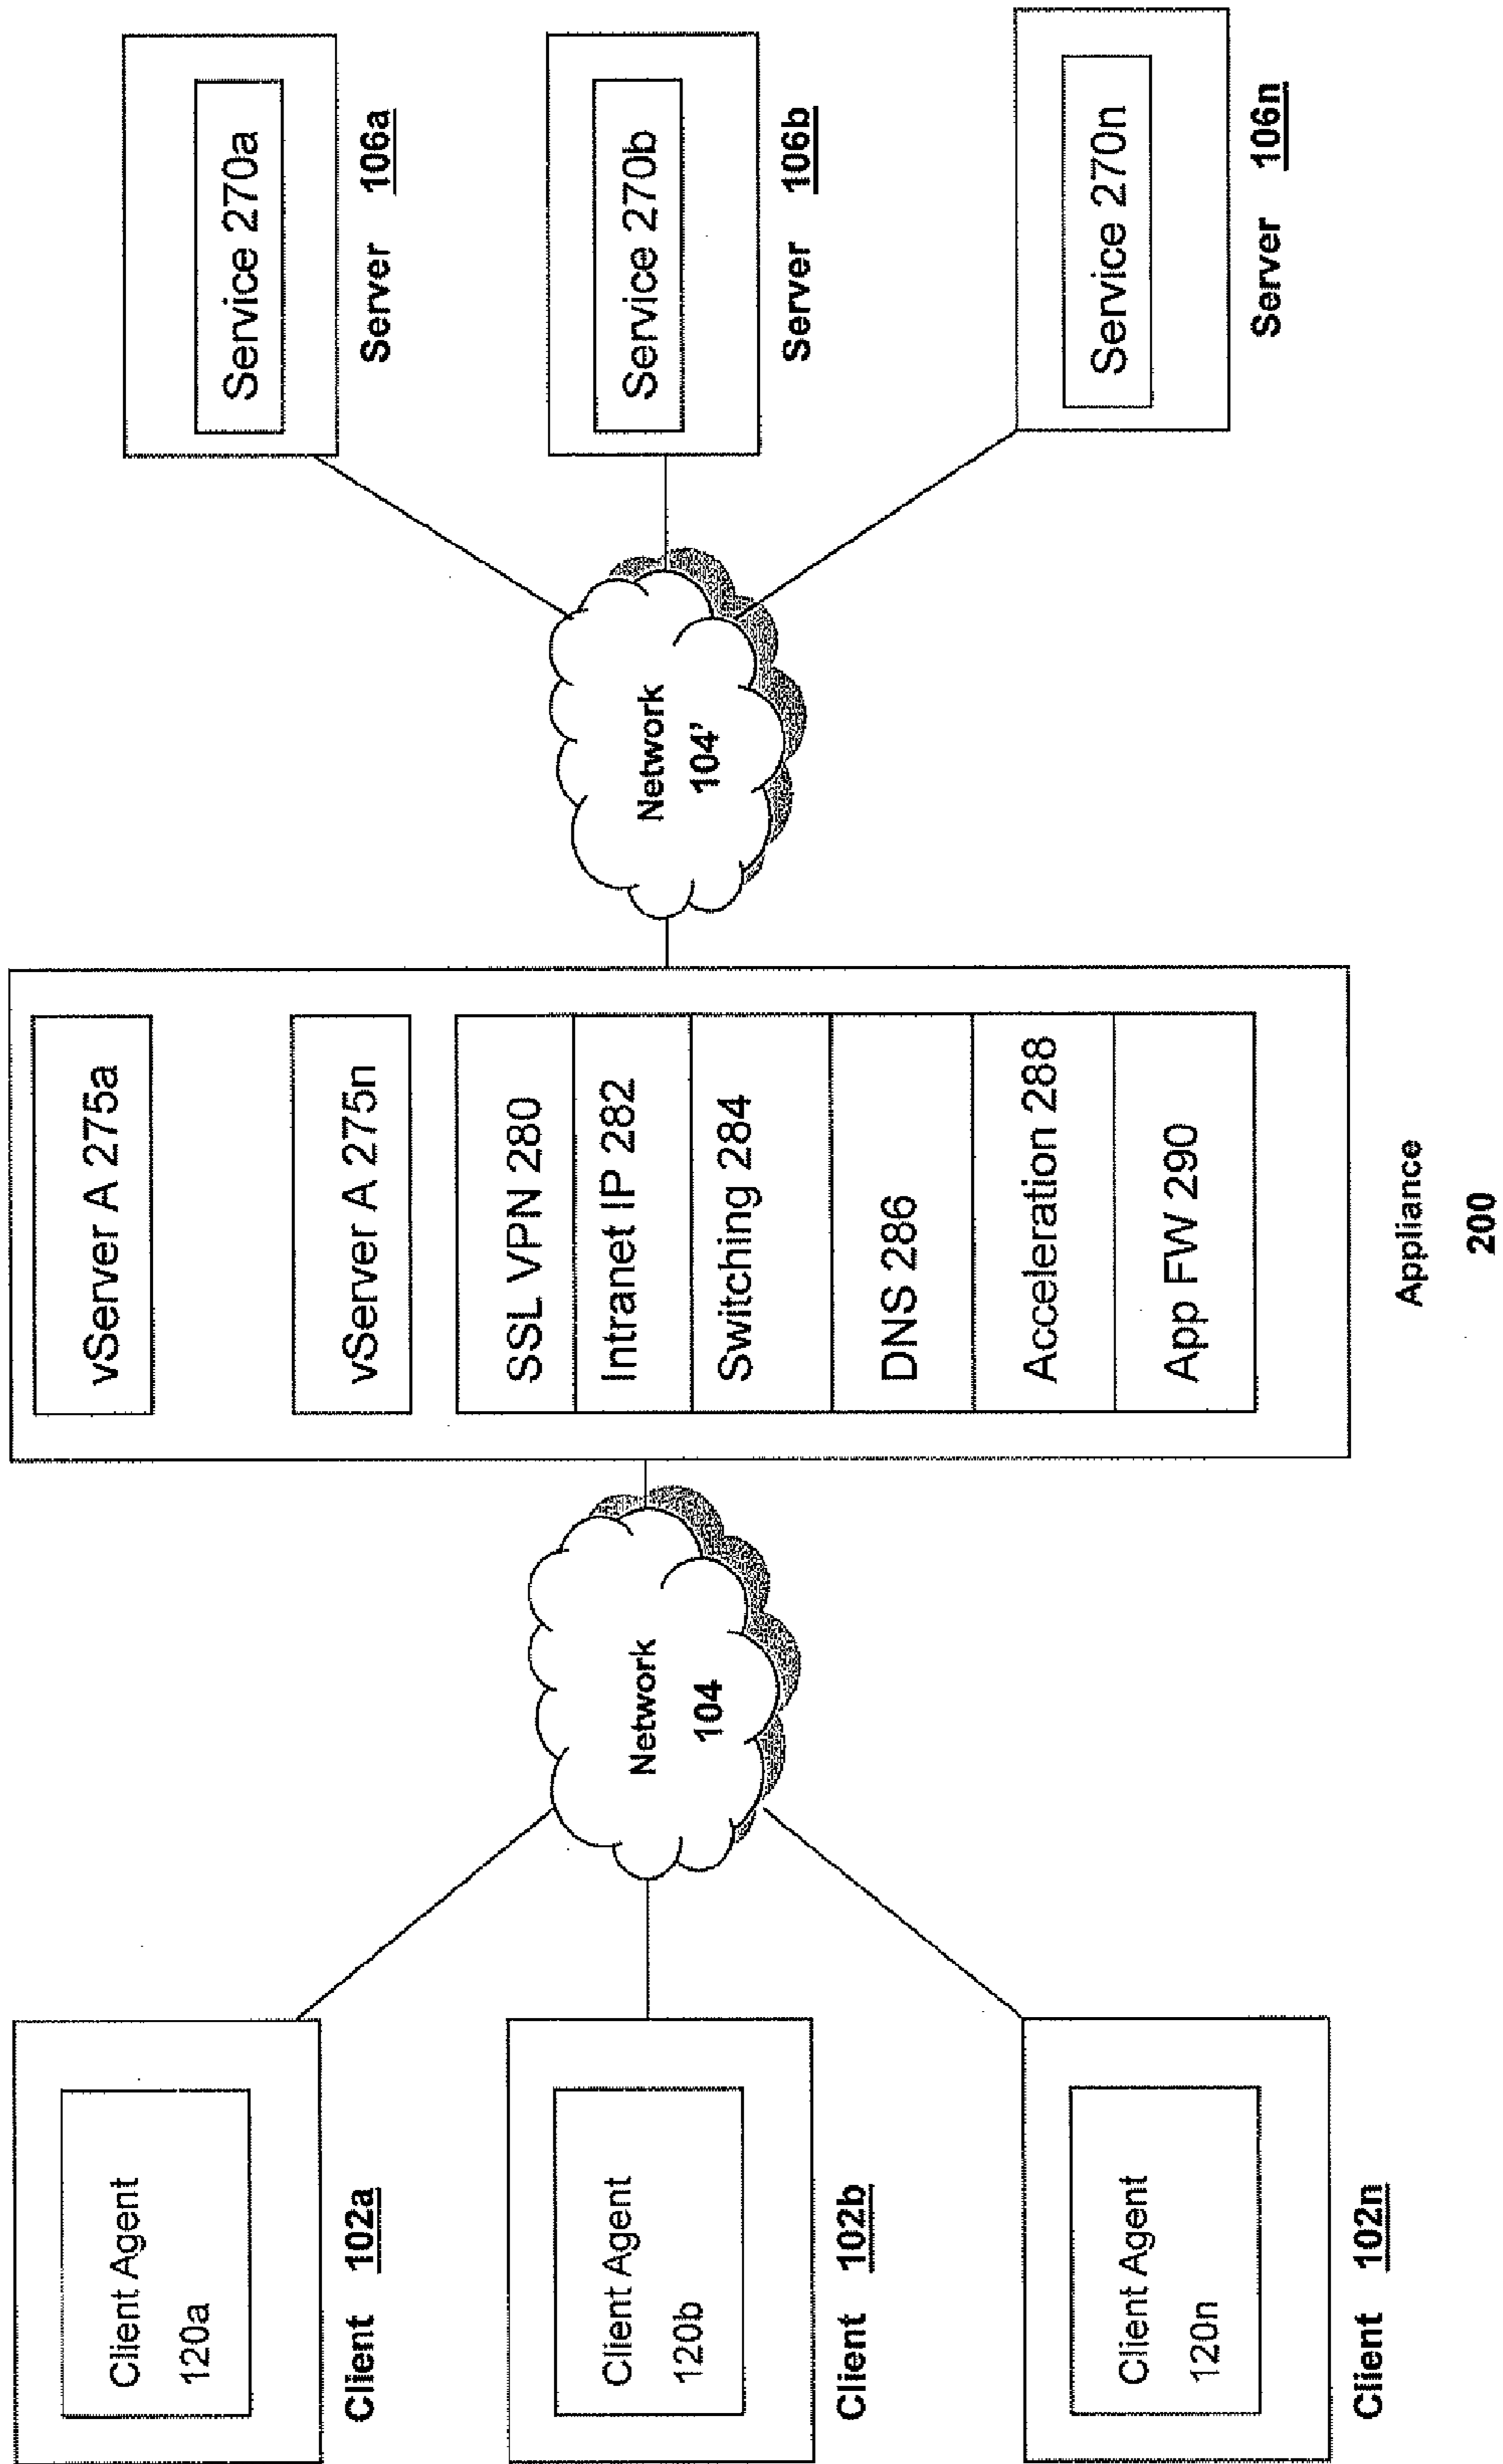 Client Agent
120a
Client 102a
Client Agent
120b
Client 102b
Client Agent
120n
Client 102n
Network
104
vServer A 275a
vServer A 275n
SSL VPN 280
Intranet IP 282
Switching 284
DNS 286
Acceleration 288
App FW 290
Appliance
200
Network
104'
Service 270a
Server 106a
Service 270b
Server 106b
Service 270n
Server 106n